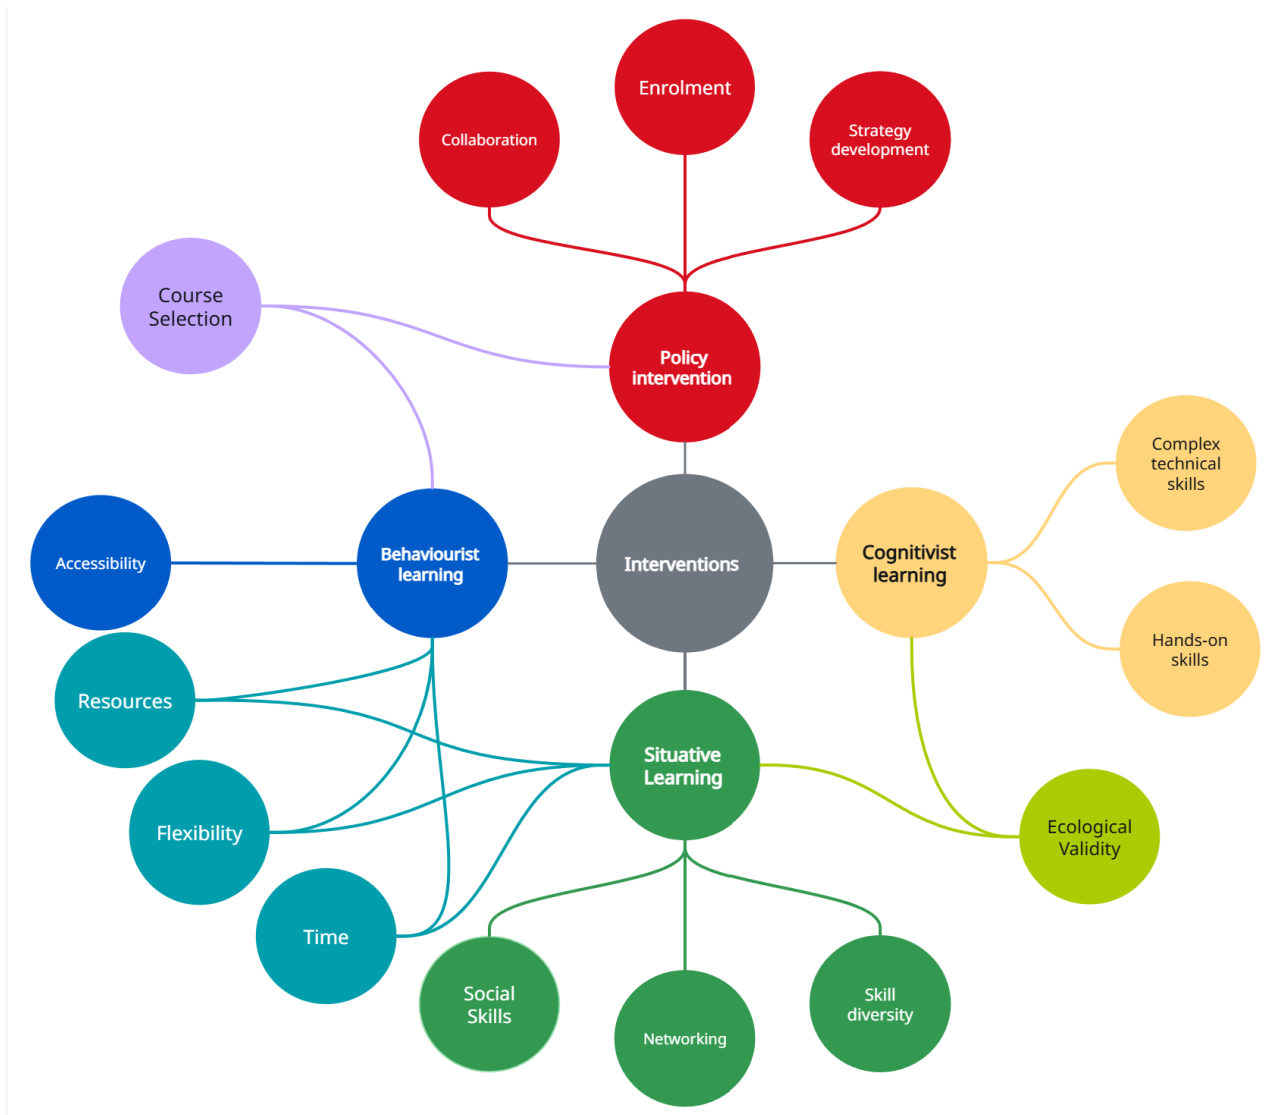 Enrolment
Collaboration
Strategy
development
Course
Selection
Policy
intervention
Complex
technical
skills
Accessibility
Behaviourist
learning
Interventions
Cognitivist
learning
Hands-on
skills
Resources
Situative
Learning
Flexibility
Ecological
Validity
Time
Social
Skills
Networking
Skill
diversity